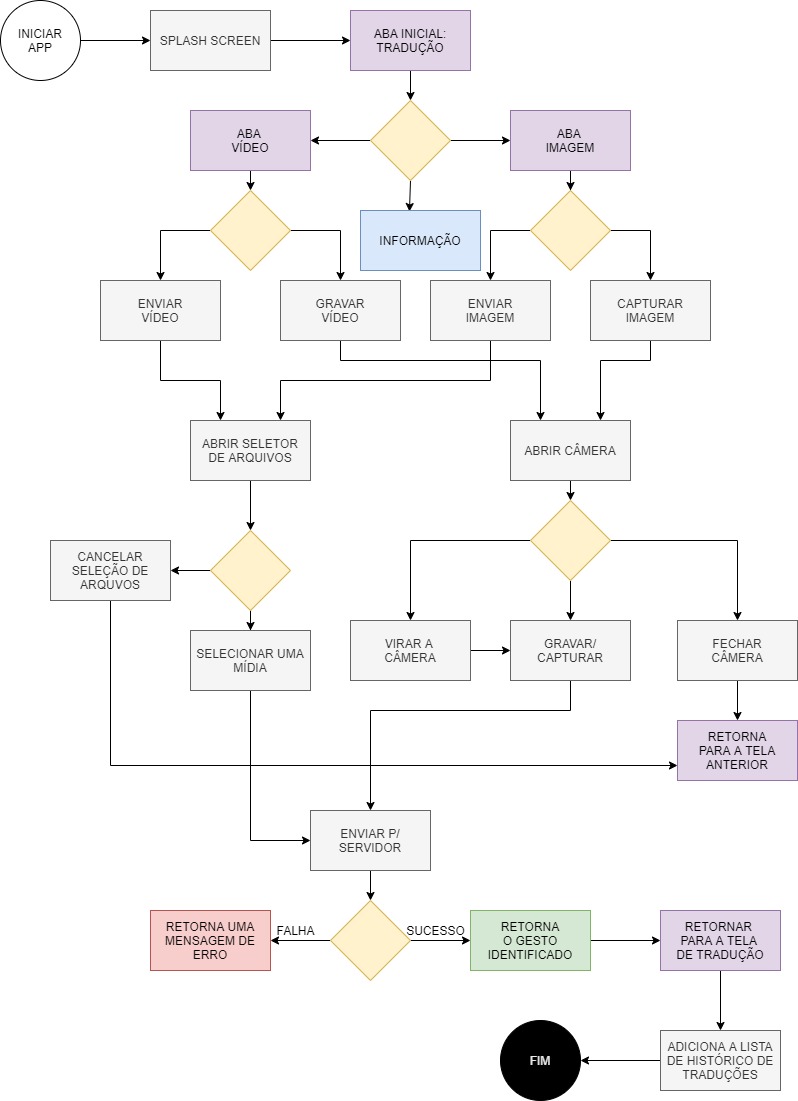 INICIAR
APP
SPLASH SCREEN
ABA INICIAL:
TRADUÇÃO
ABA
VÍDEO
ABA
IMAGEM
INFORMAÇÃO
ENVIAR
VÍDEO
GRAVAR
VÍDEO
ENVIAR
IMAGEM
CAPTURAR
IMAGEM
ABRIR SELETOR
DE ARQUIVOS
ABRIR CÂMERA
CANCELAR
SELEÇÃO DE
ARQUVOS
SELECIONAR UMA
MÍDIA
VIRAR A
CÂMERA
GRAVAR/
CAPTURAR
FECHAR
CÂMERA
RETORNA
PARA A TELA
ANTERIOR
ENVIAR P/
SERVIDOR
RETORNA UMA
MENSAGEM DE
ERRO
FALHA
SUCESSO
RETORNA
O GESTO
IDENTIFICADO
RETORNAR
PARA A TELA
DE TRADUÇÃO
FIM
ADICIONA A LISTA
DE HISTÓRICO DE
TRADUÇÕES